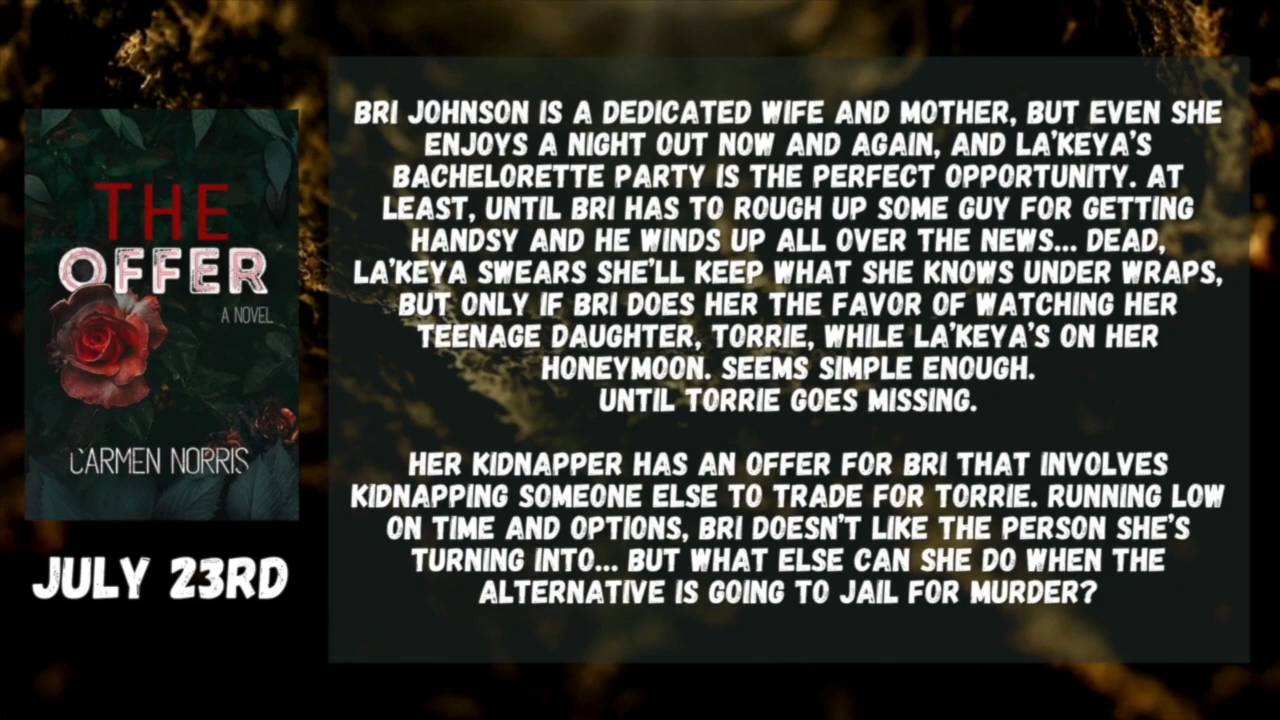 THE
OFFER
A NOVEL
CARMEN NORRIS
JULY 23RD
BRI JOHNSON IS A DEDICATED WIFE AND MOTHER, BUT EVEN SHE
ENJOYS A NIGHT OUT NOW AND AGAIN, AND LA'KEYA'S
BACHELORETTE PARTY IS THE PERFECT OPPORTUNITY. AT
LEAST, UNTIL BRI HAS TO ROUGH UP SOME GUY FOR GETTING
HANDSY AND HE WINDS UP ALL OVER THE NEWS... DEAD,
LA'KEYA SWEARS SHE'LL KEEP WHAT SHE KNOWS UNDER WRAPS,
BUT ONLY IF BRI DOES HER THE FAVOR OF WATCHING HER
TEENAGE DAUGHTER, TORRIE, WHILE LA'KEYA'S ON HER
HONEYMOON. SEEMS SIMPLE ENOUGH.
UNTIL TORRIE GOES MISSING.
HER KIDNAPPER HAS AN OFFER FOR BRI THAT INVOLVES
KIDNAPPING SOMEONE ELSE TO TRADE FOR TORRIE. RUNNING LOW
ON TIME AND OPTIONS, BRI DOESN'T LIKE THE PERSON SHE'S
TURNING INTO... BUT WHAT ELSE CAN SHE DO WHEN THE
ALTERNATIVE IS GOING TO JAIL FOR MURDER?